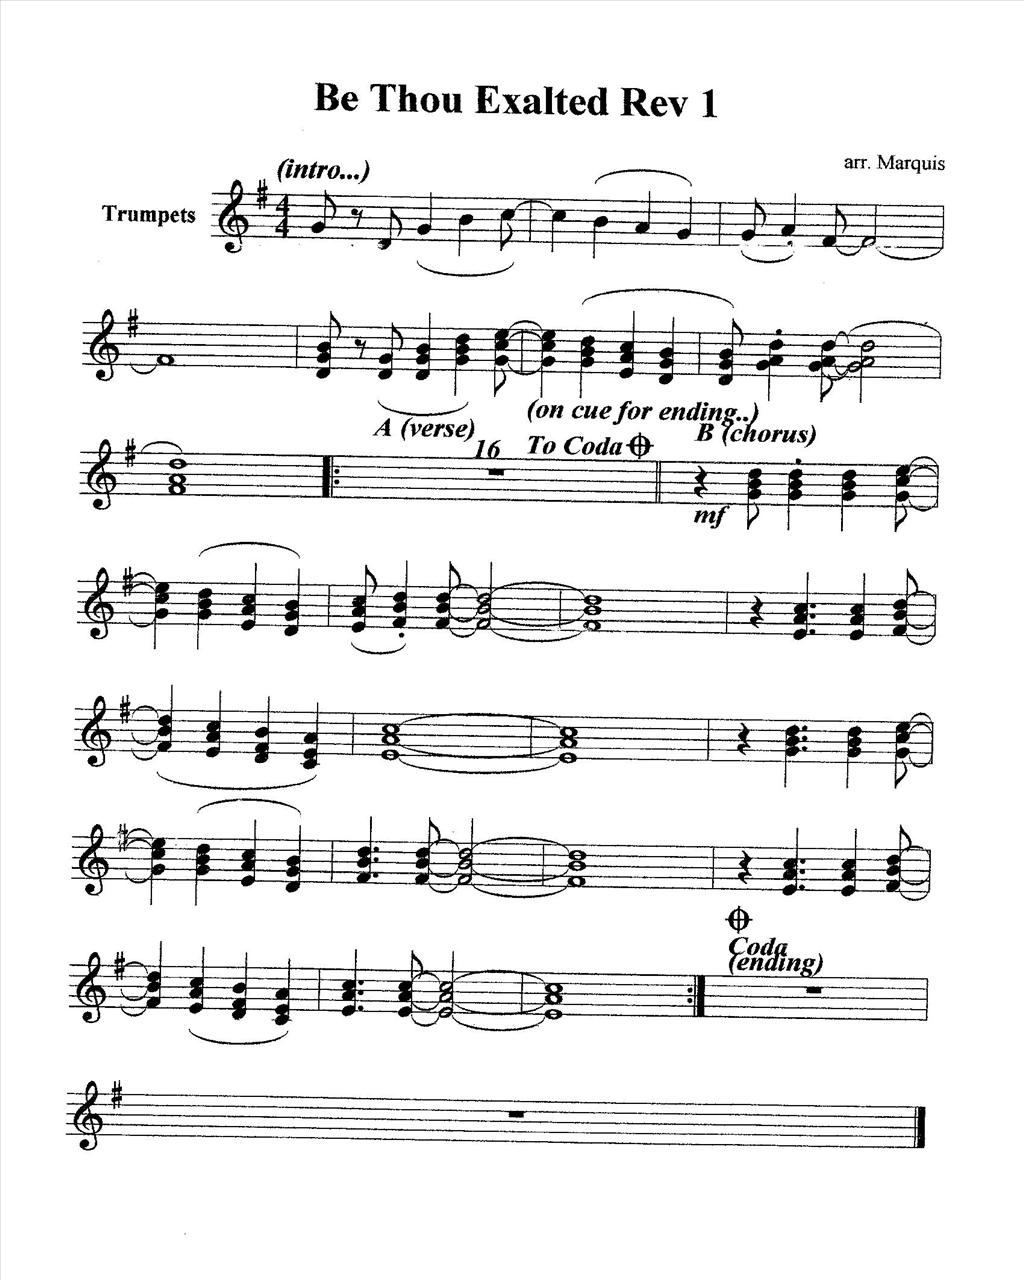 Be Thou Exalted Rev 1
arr. Marquis
(intro...)
Trumpets
4
4
(on cue for ending..)
A (verse)
16
To Coda
B (chorus)
mf
Coda
(ending)